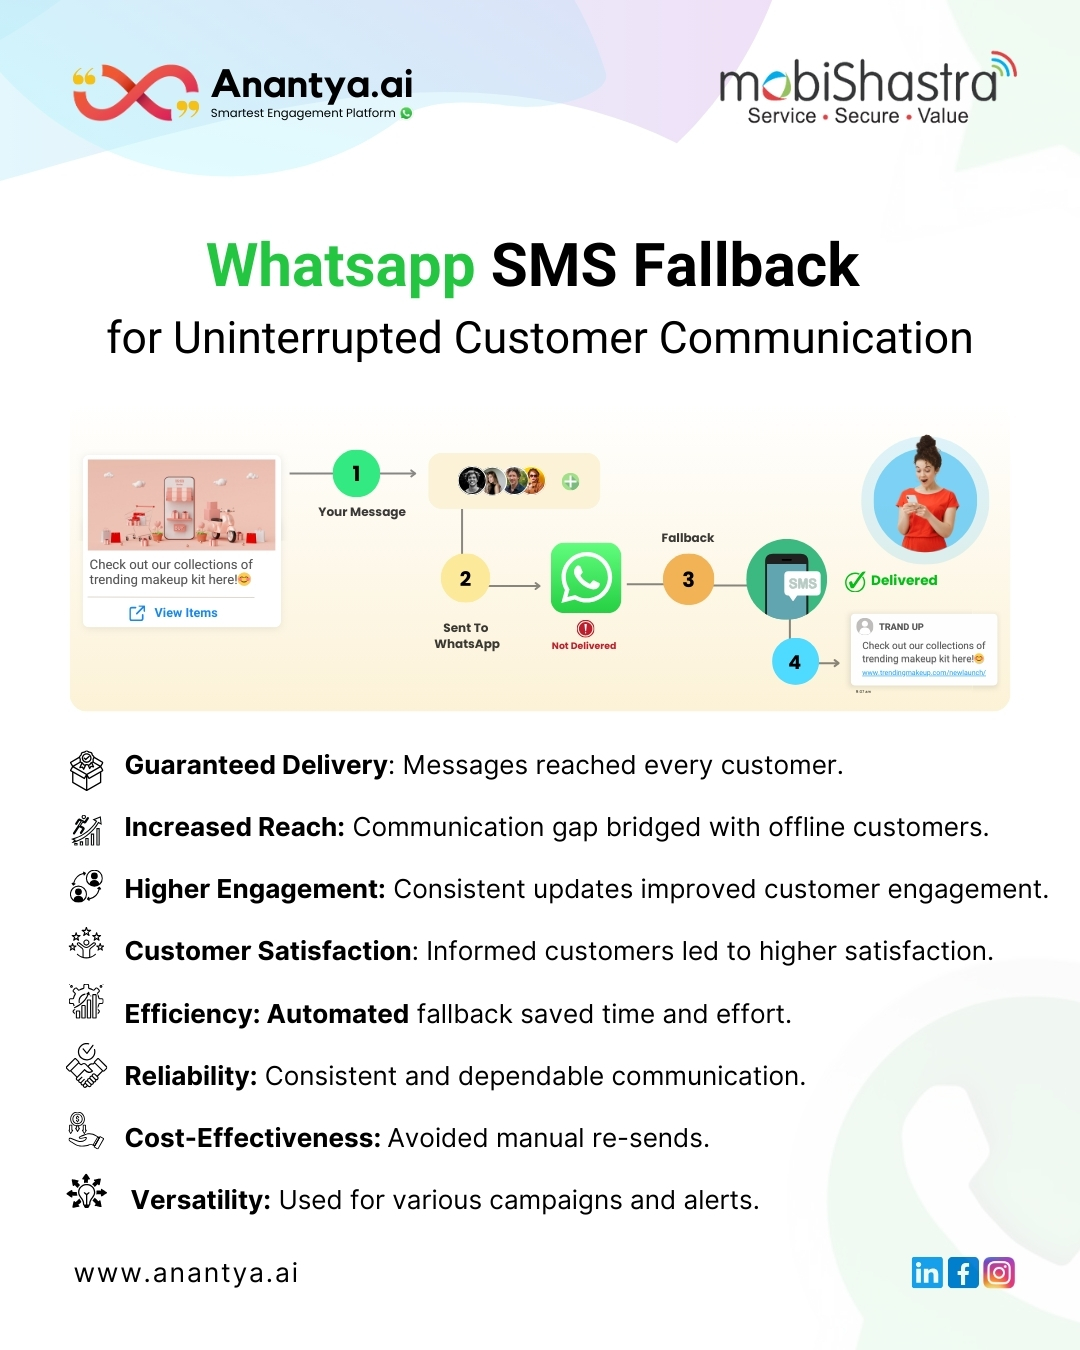 Anantya.ai
Smartest Engagement Platform
mobiShastra
Service • Secure • Value
Whatsapp SMS Fallback
for Uninterrupted Customer Communication
Check out our collections of
trending makeup kit here!😊
View Items
1
Your Message
2
Sent To
WhatsApp
Not Delivered
Fallback
3
SMS
4
Delivered
TRAND UP
Check out our collections of
trending makeup kit here!😊
www.trendingmakeup.com/newlaunch/
Guaranteed Delivery: Messages reached every customer.
Increased Reach: Communication gap bridged with offline customers.
Higher Engagement: Consistent updates improved customer engagement.
Customer Satisfaction: Informed customers led to higher satisfaction.
Efficiency: Automated fallback saved time and effort.
Reliability: Consistent and dependable communication.
Cost-Effectiveness: Avoided manual re-sends.
Versatility: Used for various campaigns and alerts.
www.anantya.ai